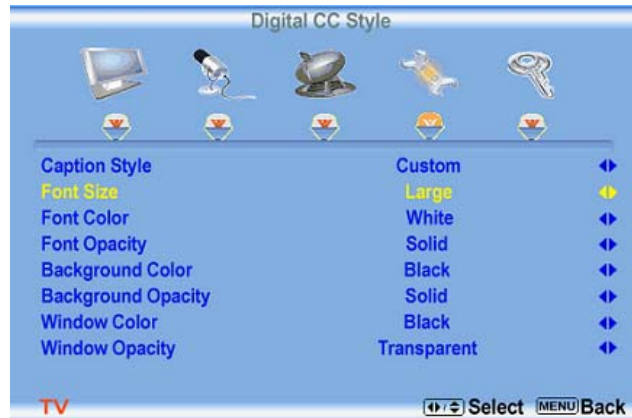 Digital CC Style
Caption Style Custom
Font Size Large
Font Color White
Font Opacity Solid
Background Color Black
Background Opacity Solid
Window Color Black
Window Opacity Transparent
TV Select MENU Back